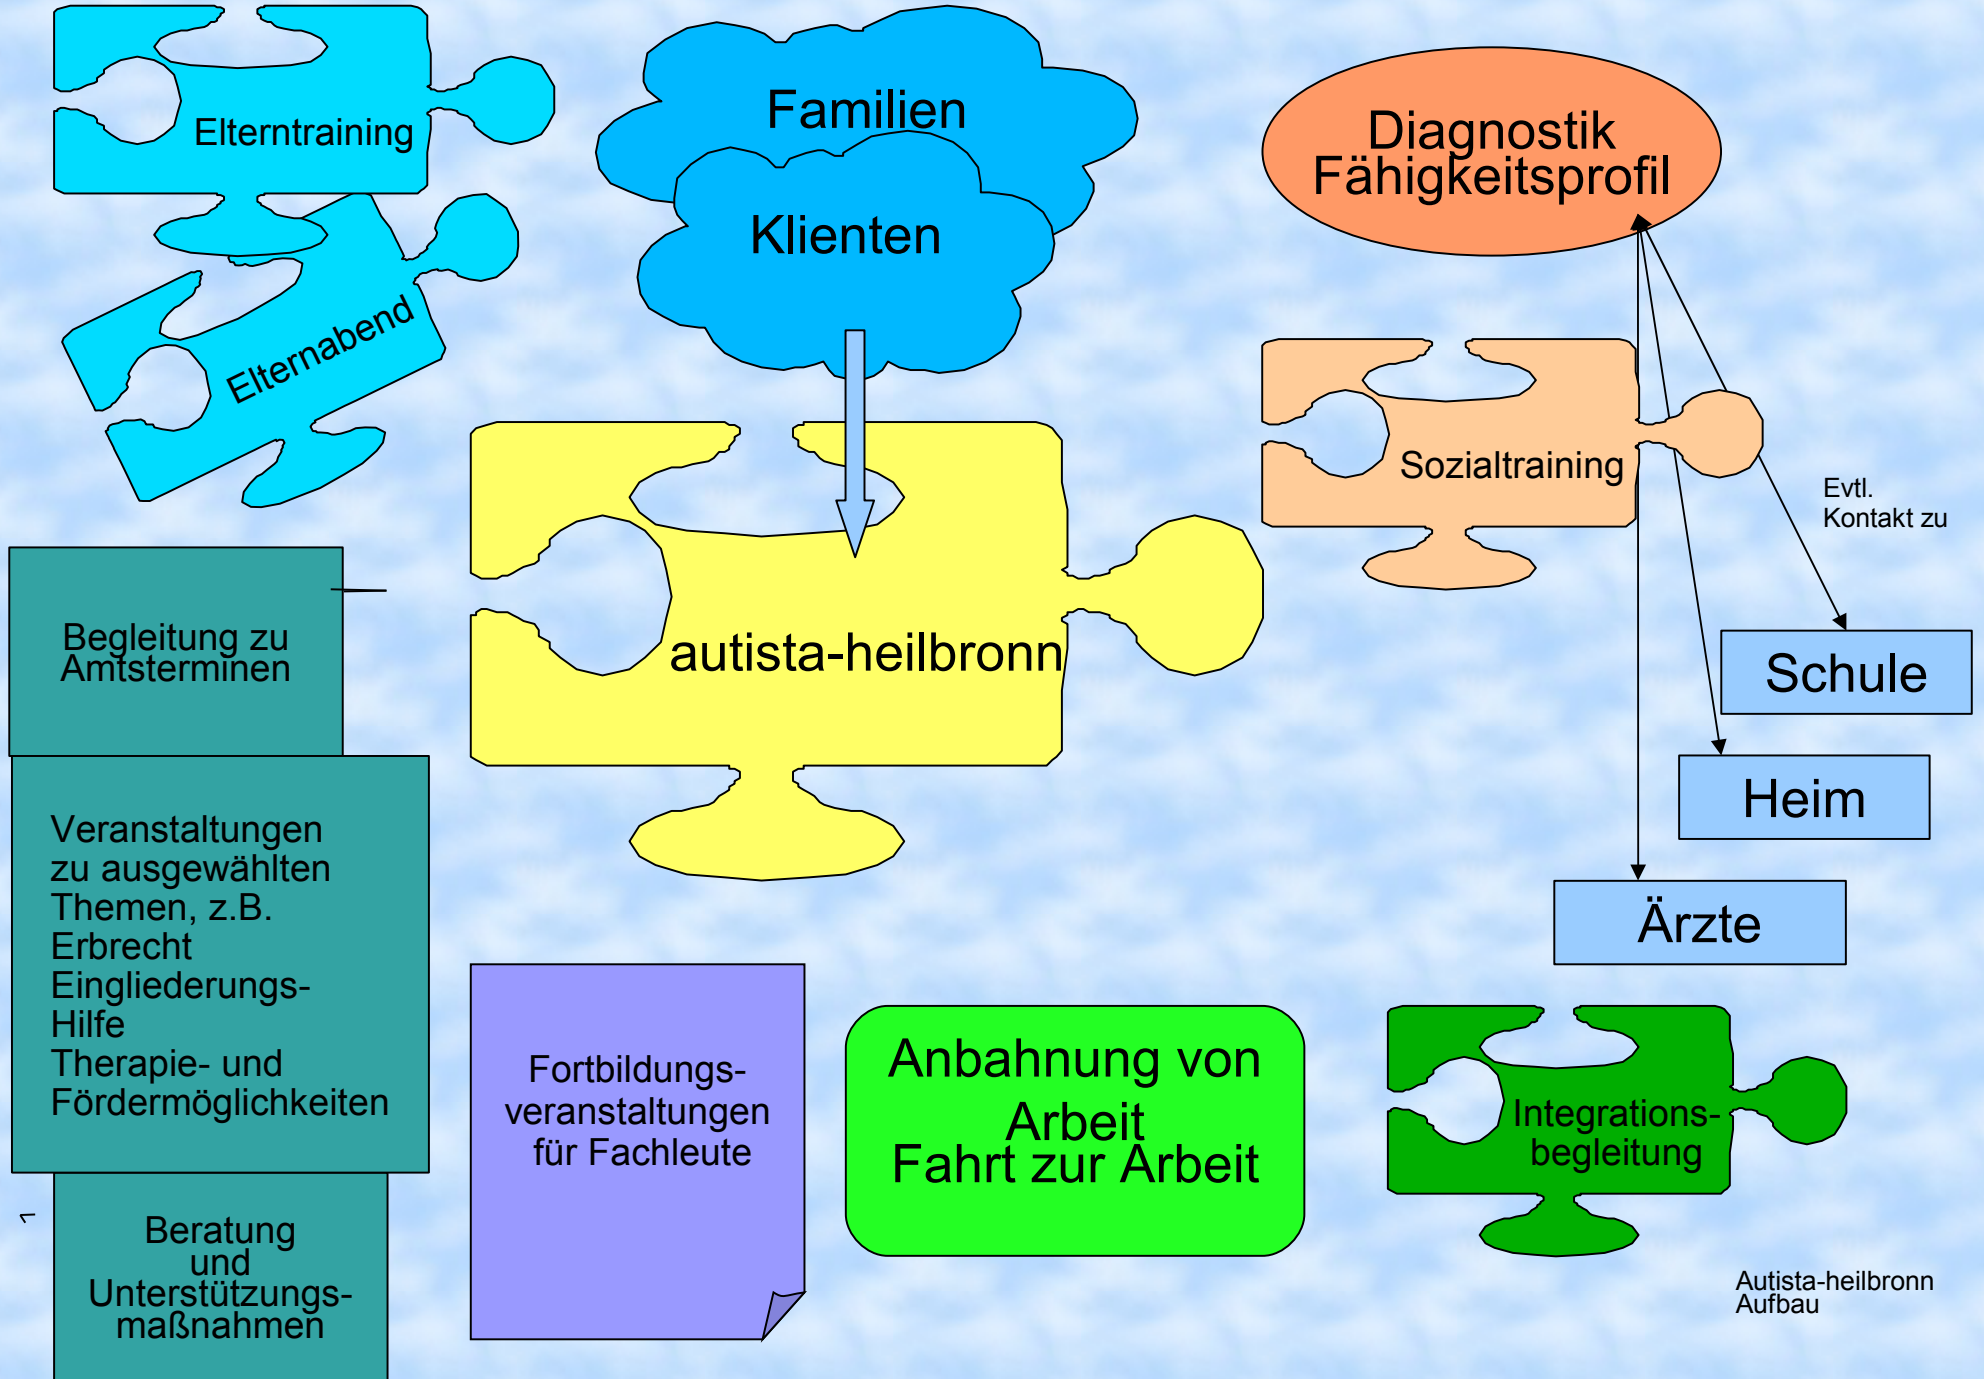 Elterntraining
Elternabend
Familien
Klienten
Diagnostik
Fähigkeitsprofil
Sozialtraining
Evtl.
Kontakt zu
autista-heilbronn
Schule
Heim
Ärzte
Begleitung zu
Amtsterminen
Veranstaltungen
zu ausgewählten
Themen, z.B.
Erbrecht
Eingliederungs-
Hilfe
Therapie- und
Fördermöglichkeiten
Beratung
und
Unterstützungs-
maßnahmen
Fortbildungs-
veranstaltungen
für Fachleute
Anbahnung von
Arbeit
Fahrt zur Arbeit
Integrations-
begleitung
Autista-heilbronn
Aufbau